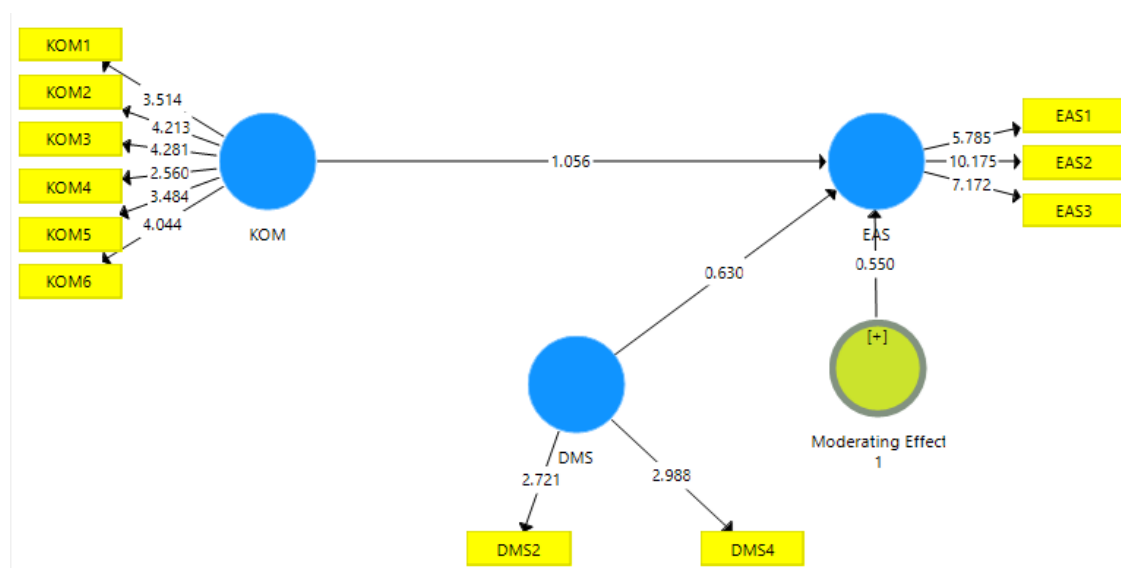 KOM1
KOM2
KOM3
KOM4
KOM5
KOM6
3.514
4.213
4.281
2.560
3.484
4.044
KOM
1.056
EAS
5.785
10.175
7.172
EAS1
EAS2
EAS3
0.630
0.550
[+]
Moderating Effect
1
DMS
2.721
2.988
DMS2
DMS4